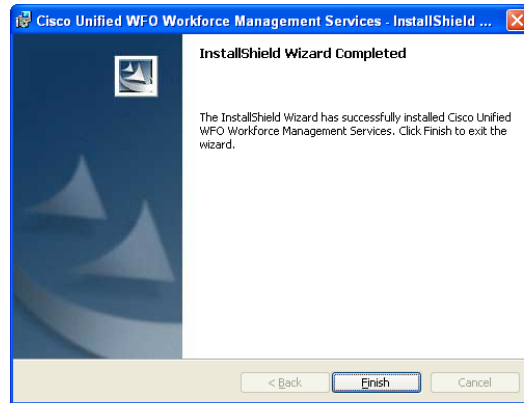 Cisco Unified WFO Workforce Management Services - InstallShield ...
InstallShield Wizard Completed
The InstallShield Wizard has successfully installed Cisco Unified
WFO Workforce Management Services. Click Finish to exit the
wizard.
< Back
Finish
Cancel